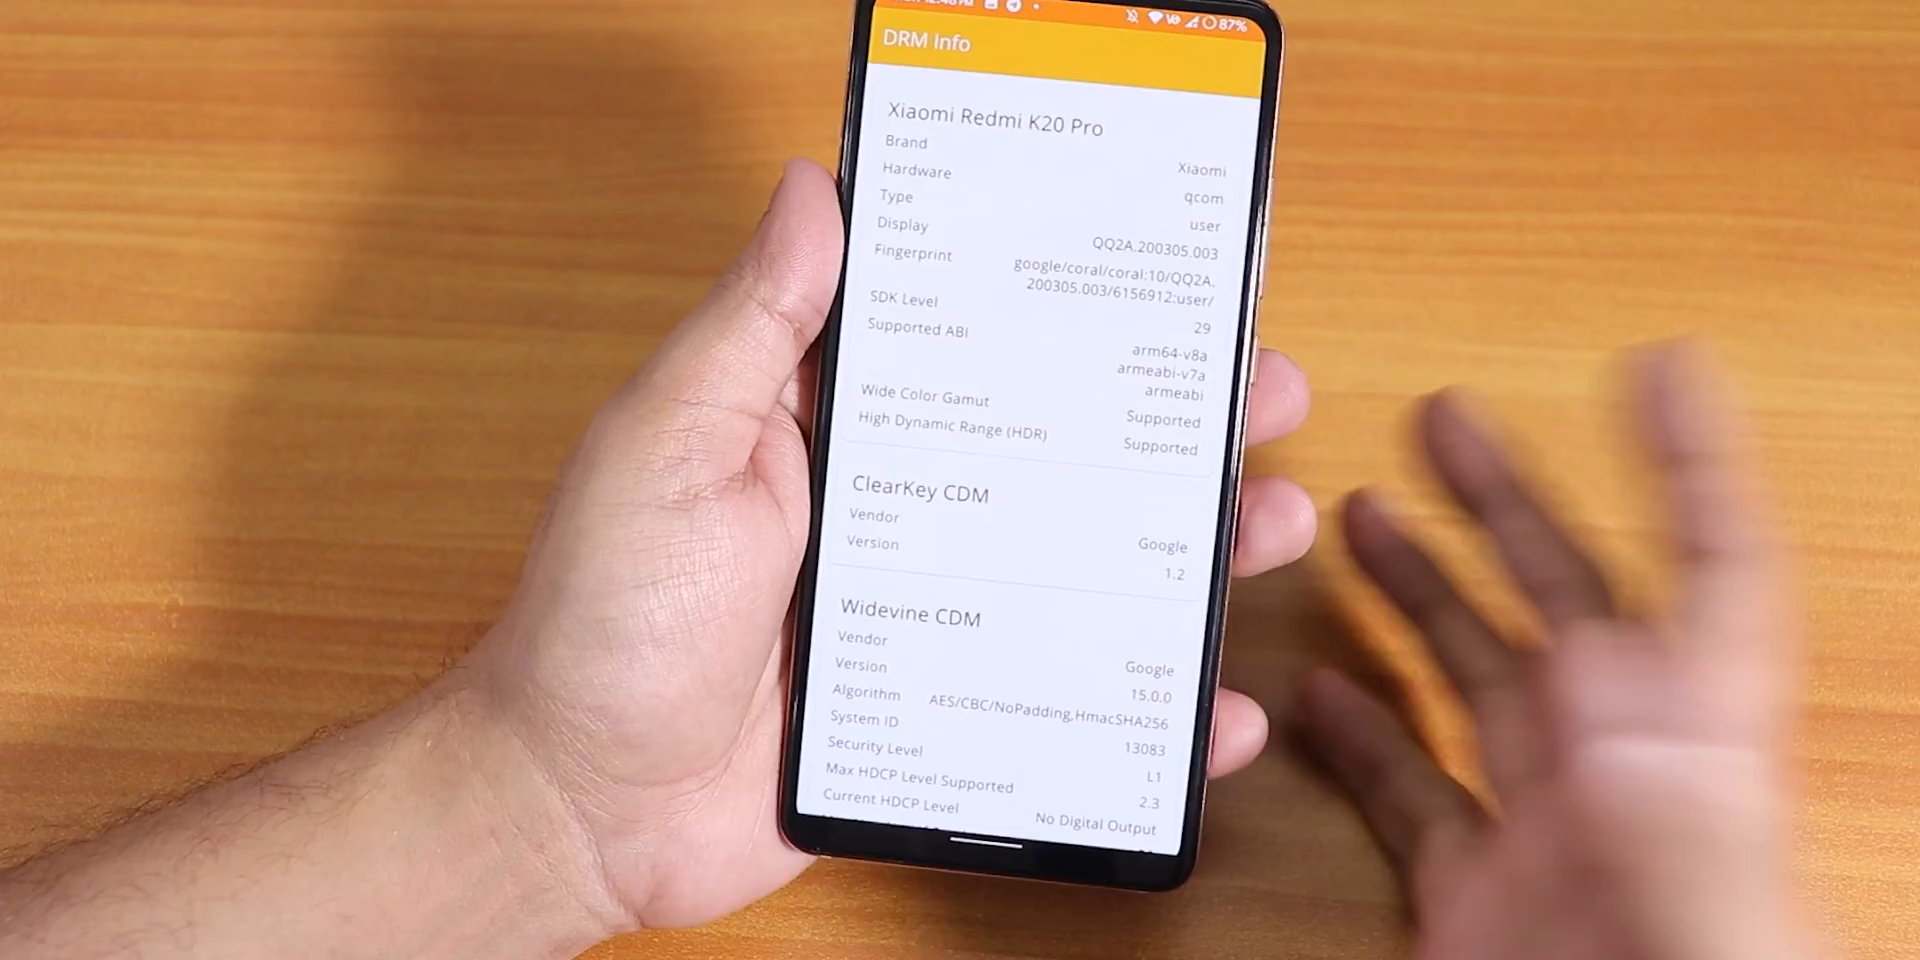 87%
DRM Info
Xiaomi Redmi K20 Pro
Brand Xiaomi
Hardware qcom
Type user
Display QQ2A.200305.003
Fingerprint google/coral/coral:10/QQ2A.
200305.003/6156912:user/
SDK Level 29
Supported ABI arm64-v8a
armeabi-v7a
armeabi
Wide Color Gamut Supported
High Dynamic Range (HDR) Supported
ClearKey CDM
Vendor Google
Version 1.2
Widevine CDM
Vendor Google
Version 15.0.0
Algorithm AES/CBC/NoPadding,HmacSHA256
System ID 13083
Security Level L1
Max HDCP Level Supported 2.3
Current HDCP Level No Digital Output